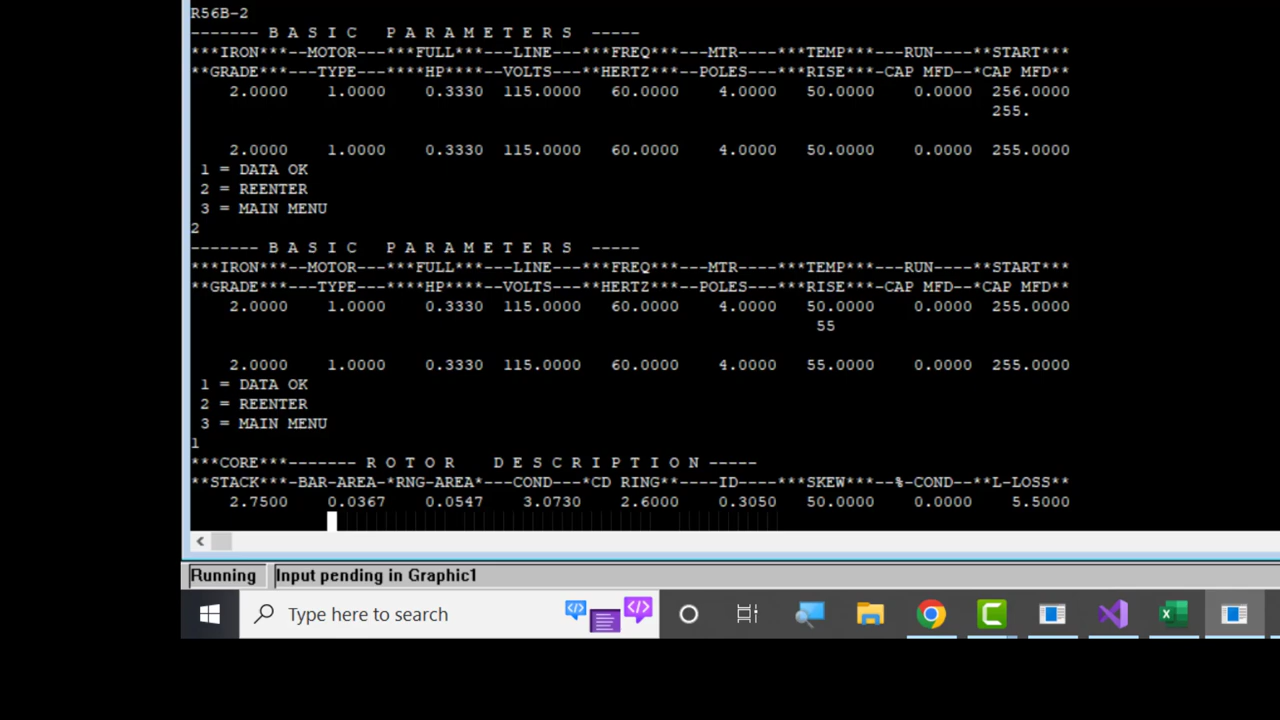 R56B-2
------- B A S I C   P A R A M E T E R S -----
***IRON***--MOTOR---***FULL***---LINE---***FREQ***---MTR----***TEMP***---RUN----**START***
**GRADE***---TYPE---****HP****--VOLTS---**HERTZ***--POLES---***RISE***-CAP MFD--*CAP MFD**
2.0000 1.0000 0.3330 115.0000 60.0000 4.0000 50.0000 0.0000 256.0000
255.
2.0000 1.0000 0.3330 115.0000 60.0000 4.0000 50.0000 0.0000 255.0000
1 = DATA OK
2 = REENTER
3 = MAIN MENU
2
------- B A S I C   P A R A M E T E R S -----
***IRON***--MOTOR---***FULL***---LINE---***FREQ***---MTR----***TEMP***---RUN----**START***
**GRADE***---TYPE---****HP****--VOLTS---**HERTZ***--POLES---***RISE***-CAP MFD--*CAP MFD**
2.0000 1.0000 0.3330 115.0000 60.0000 4.0000 50.0000 0.0000 255.0000
55
2.0000 1.0000 0.3330 115.0000 60.0000 4.0000 55.0000 0.0000 255.0000
1 = DATA OK
2 = REENTER
3 = MAIN MENU
1
***CORE***------- R O T O R   D E S C R I P T I O N -----
**STACK***-BAR-AREA-*RNG-AREA*---COND---*CD RING**----ID----***SKEW***--%-COND--**L-LOSS**
2.7500 0.0367 0.0547 3.0730 2.6000 0.3050 50.0000 0.0000 5.5000
Running Input pending in Graphic1
Type here to search